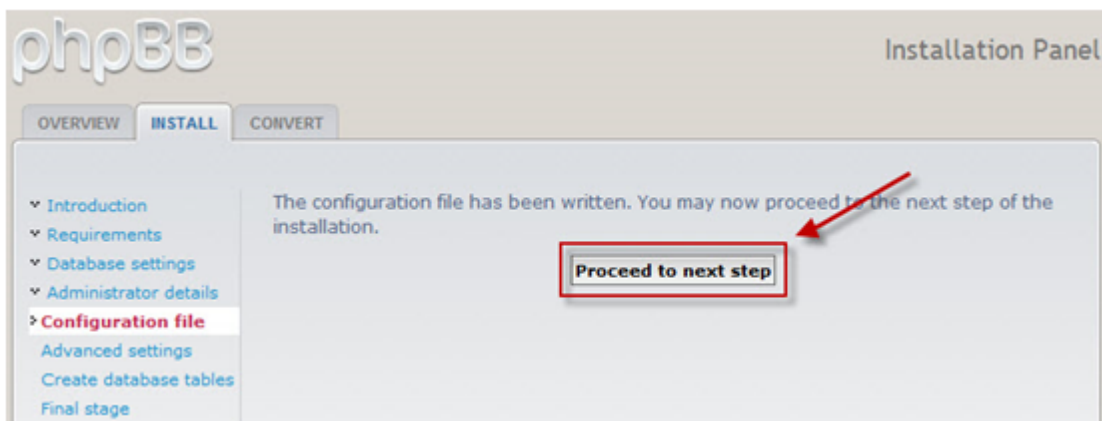 phpBB
Installation Panel
OVERVIEW
INSTALL
CONVERT
Introduction
Requirements
Database settings
Administrator details
Configuration file
Advanced settings
Create database tables
Final stage
The configuration file has been written. You may now proceed to the next step of the
installation.
Proceed to next step